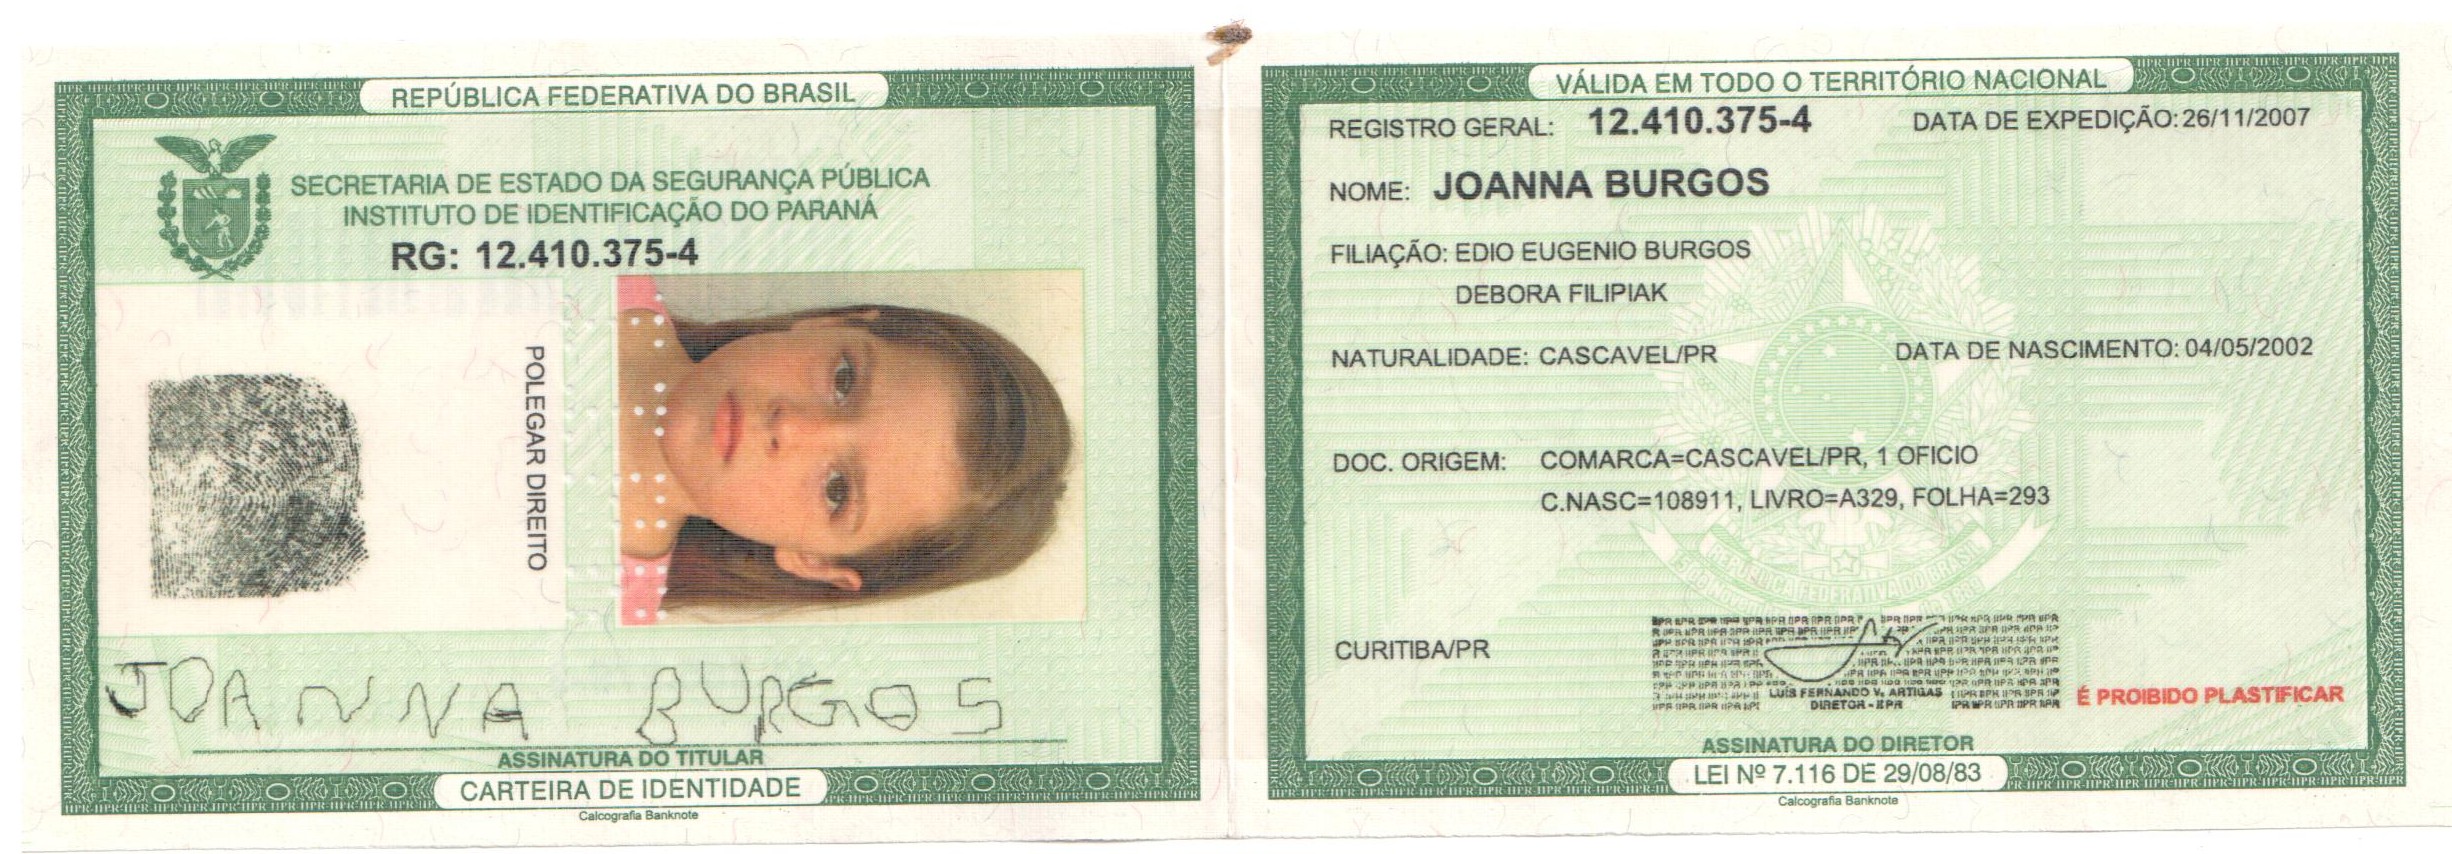 REPÚBLICA FEDERATIVA DO BRASIL
SECRETARIA DE ESTADO DA SEGURANÇA PÚBLICA
INSTITUTO DE IDENTIFICAÇÃO DO PARANÁ
RG: 12.410.375-4
POLEGAR DIREITO
JOANNA BURGOS
ASSINATURA DO TITULAR
CARTEIRA DE IDENTIDADE
Calcografia Banknote
VÁLIDA EM TODO O TERRITÓRIO NACIONAL
REGISTRO GERAL: 12.410.375-4 DATA DE EXPEDIÇÃO: 26/11/2007
NOME: JOANNA BURGOS
FILIAÇÃO: EDIO EUGENIO BURGOS
DEBORA FILIPIAK
NATURALIDADE: CASCAVEL/PR DATA DE NASCIMENTO: 04/05/2002
DOC. ORIGEM: COMARCA=CASCAVEL/PR, 1 OFICIO
C.NASC=108911, LIVRO=A329, FOLHA=293
REPÚBLICA FEDERATIVA DO BRASIL
CURITIBA/PR
LUÍS FERNANDO V. ARTIGAS
DIRETOR - IIPR
É PROIBIDO PLASTIFICAR
ASSINATURA DO DIRETOR
LEI Nº 7.116 DE 29/08/83
Calcografia Banknote